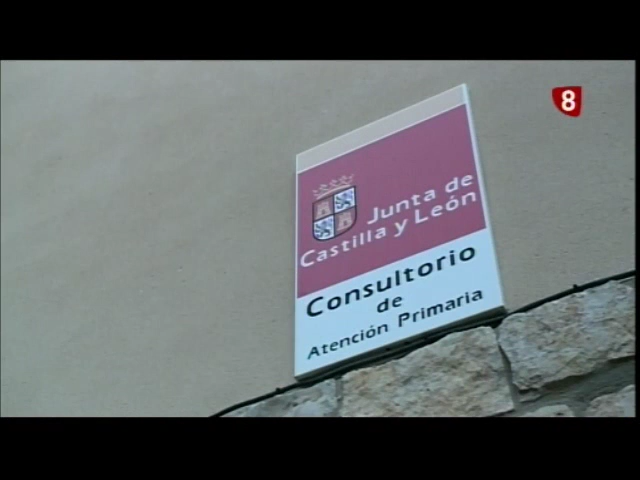 8
Junta de
Castilla y León
Consultorio
de
Atención Primaria